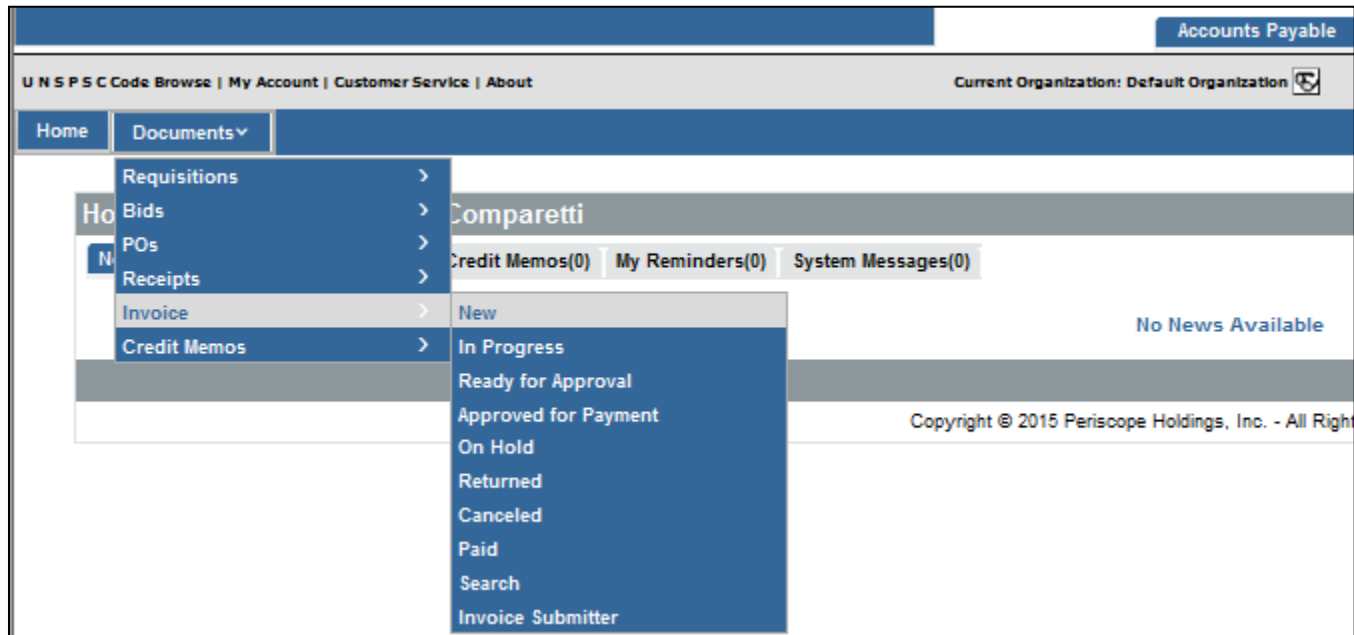 Accounts Payable
U N S P S C Code Browse | My Account | Customer Service | About
Current Organization: Default Organization
Home
Documents
Requisitions
Bids
POs
Receipts
Invoice
Credit Memos
Comparetti
Credit Memos(0) My Reminders(0) System Messages(0)
New
In Progress
Ready for Approval
Approved for Payment
On Hold
Returned
Canceled
Paid
Search
Invoice Submitter
No News Available
Copyright © 2015 Periscope Holdings, Inc. - All Right